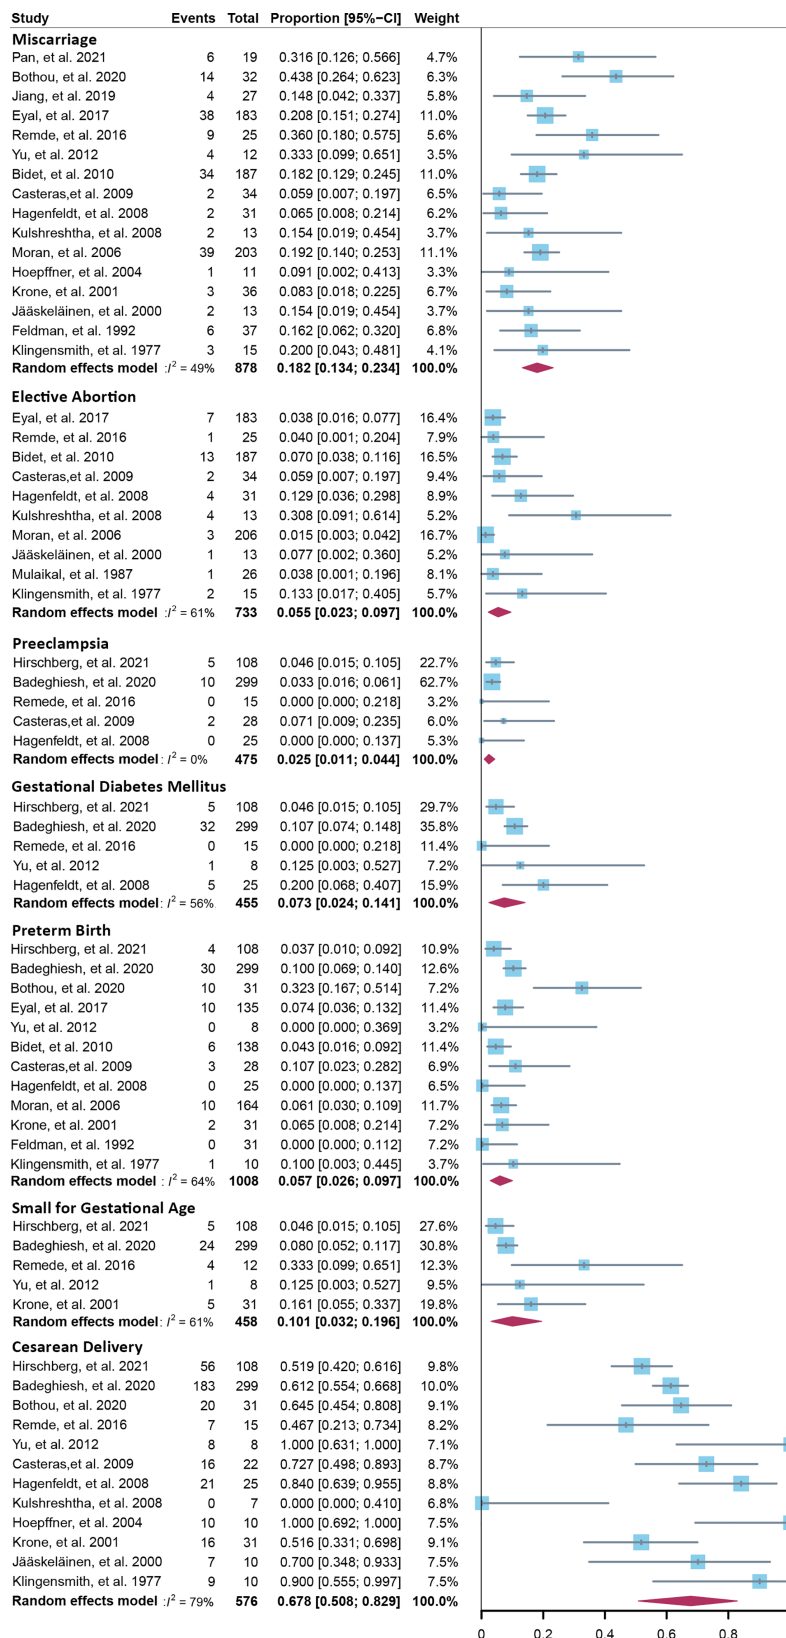 Study Events Total Proportion [95%−CI] Weight
Miscarriage
Pan, et al. 2021 6 19 0.316 [0.126; 0.566] 4.7%
Bothou, et al. 2020 14 32 0.438 [0.264; 0.623] 6.3%
Jiang, et al. 2019 4 27 0.148 [0.042; 0.337] 5.8%
Eyal, et al. 2017 38 183 0.208 [0.151; 0.274] 11.0%
Remde, et al. 2016 9 25 0.360 [0.180; 0.575] 5.6%
Yu, et al. 2012 4 12 0.333 [0.099; 0.651] 3.5%
Bidet, et al. 2010 34 187 0.182 [0.129; 0.245] 11.0%
Casteras,et al. 2009 2 34 0.059 [0.007; 0.197] 6.5%
Hagenfeldt, et al. 2008 2 31 0.065 [0.008; 0.214] 6.2%
Kulshreshtha, et al. 2008 2 13 0.154 [0.019; 0.454] 3.7%
Moran, et al. 2006 39 203 0.192 [0.140; 0.253] 11.1%
Hoepffner, et al. 2004 1 11 0.091 [0.002; 0.413] 3.3%
Krone, et al. 2001 3 36 0.083 [0.018; 0.225] 6.7%
Jääskeläinen, et al. 2000 2 13 0.154 [0.019; 0.454] 3.7%
Feldman, et al. 1992 6 37 0.162 [0.062; 0.320] 6.8%
Klingensmith, et al. 1977 3 15 0.200 [0.043; 0.481] 4.1%
Random effects model :I² = 49% 878 0.182 [0.134; 0.234] 100.0%
Elective Abortion
Eyal, et al. 2017 7 183 0.038 [0.016; 0.077] 16.4%
Remde, et al. 2016 1 25 0.040 [0.001; 0.204] 7.9%
Bidet, et al. 2010 13 187 0.070 [0.038; 0.116] 16.5%
Casteras,et al. 2009 2 34 0.059 [0.007; 0.197] 9.4%
Hagenfeldt, et al. 2008 4 31 0.129 [0.036; 0.298] 8.9%
Kulshreshtha, et al. 2008 4 13 0.308 [0.091; 0.614] 5.2%
Moran, et al. 2006 3 206 0.015 [0.003; 0.042] 16.7%
Jääskeläinen, et al. 2000 1 13 0.077 [0.002; 0.360] 5.2%
Mulaikal, et al. 1987 1 26 0.038 [0.001; 0.196] 8.1%
Klingensmith, et al. 1977 2 15 0.133 [0.017; 0.405] 5.7%
Random effects model :I² = 61% 733 0.055 [0.023; 0.097] 100.0%
Preeclampsia
Hirschberg, et al. 2021 5 108 0.046 [0.015; 0.105] 22.7%
Badeghiesh, et al. 2020 10 299 0.033 [0.016; 0.061] 62.7%
Remede, et al. 2016 0 15 0.000 [0.000; 0.218] 3.2%
Casteras,et al. 2009 2 28 0.071 [0.009; 0.235] 6.0%
Hagenfeldt, et al. 2008 0 25 0.000 [0.000; 0.137] 5.3%
Random effects model : I² = 0% 475 0.025 [0.011; 0.044] 100.0%
Gestational Diabetes Mellitus
Hirschberg, et al. 2021 5 108 0.046 [0.015; 0.105] 29.7%
Badeghiesh, et al. 2020 32 299 0.107 [0.074; 0.148] 35.8%
Remede, et al. 2016 0 15 0.000 [0.000; 0.218] 11.4%
Yu, et al. 2012 1 8 0.125 [0.003; 0.527] 7.2%
Hagenfeldt, et al. 2008 5 25 0.200 [0.068; 0.407] 15.9%
Random effects model : I² = 56% 455 0.073 [0.024; 0.141] 100.0%
Preterm Birth
Hirschberg, et al. 2021 4 108 0.037 [0.010; 0.092] 10.9%
Badeghiesh, et al. 2020 30 299 0.100 [0.069; 0.140] 12.6%
Bothou, et al. 2020 10 31 0.323 [0.167; 0.514] 7.2%
Eyal, et al. 2017 10 135 0.074 [0.036; 0.132] 11.4%
Yu, et al. 2012 0 8 0.000 [0.000; 0.369] 3.2%
Bidet, et al. 2010 6 138 0.043 [0.016; 0.092] 11.4%
Casteras,et al. 2009 3 28 0.107 [0.023; 0.282] 6.9%
Hagenfeldt, et al. 2008 0 25 0.000 [0.000; 0.137] 6.5%
Moran, et al. 2006 10 164 0.061 [0.030; 0.109] 11.7%
Krone, et al. 2001 2 31 0.065 [0.008; 0.214] 7.2%
Feldman, et al. 1992 0 31 0.000 [0.000; 0.112] 7.2%
Klingensmith, et al. 1977 1 10 0.100 [0.003; 0.445] 3.7%
Random effects model : I² = 64% 1008 0.057 [0.026; 0.097] 100.0%
Small for Gestational Age
Hirschberg, et al. 2021 5 108 0.046 [0.015; 0.105] 27.6%
Badeghiesh, et al. 2020 24 299 0.080 [0.052; 0.117] 30.8%
Remede, et al. 2016 4 12 0.333 [0.099; 0.651] 12.3%
Yu, et al. 2012 1 8 0.125 [0.003; 0.527] 9.5%
Krone, et al. 2001 5 31 0.161 [0.055; 0.337] 19.8%
Random effects model : I² = 61% 458 0.101 [0.032; 0.196] 100.0%
Cesarean Delivery
Hirschberg, et al. 2021 56 108 0.519 [0.420; 0.616] 9.8%
Badeghiesh, et al. 2020 183 299 0.612 [0.554; 0.668] 10.0%
Bothou, et al. 2020 20 31 0.645 [0.454; 0.808] 9.1%
Remde, et al. 2016 7 15 0.467 [0.213; 0.734] 8.2%
Yu, et al. 2012 8 8 1.000 [0.631; 1.000] 7.1%
Casteras,et al. 2009 16 22 0.727 [0.498; 0.893] 8.7%
Hagenfeldt, et al. 2008 21 25 0.840 [0.639; 0.955] 8.8%
Kulshreshtha, et al. 2008 0 7 0.000 [0.000; 0.410] 6.8%
Hoepffner, et al. 2004 10 10 1.000 [0.692; 1.000] 7.5%
Krone, et al. 2001 16 31 0.516 [0.331; 0.698] 9.1%
Jääskeläinen, et al. 2000 7 10 0.700 [0.348; 0.933] 7.5%
Klingensmith, et al. 1977 9 10 0.900 [0.555; 0.997] 7.5%
Random effects model :I² = 79% 576 0.678 [0.508; 0.829] 100.0%
0 0.2 0.4 0.6 0.8